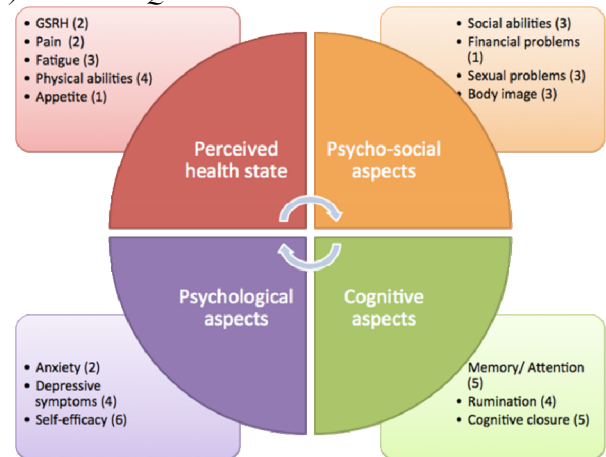 • GSRH (2)
• Pain (2)
• Fatigue (3)
• Physical abilities (4)
• Appetite (1)
• Social abilities (3)
• Financial problems
(1)
• Sexual problems (3)
• Body image (3)
Perceived
health state
Psycho-social
aspects
Psychological
aspects
Cognitive
aspects
• Anxiety (2)
• Depressive
symptoms (4)
• Self-efficacy (6)
Memory/ Attention
(5)
• Rumination (4)
• Cognitive closure (5)